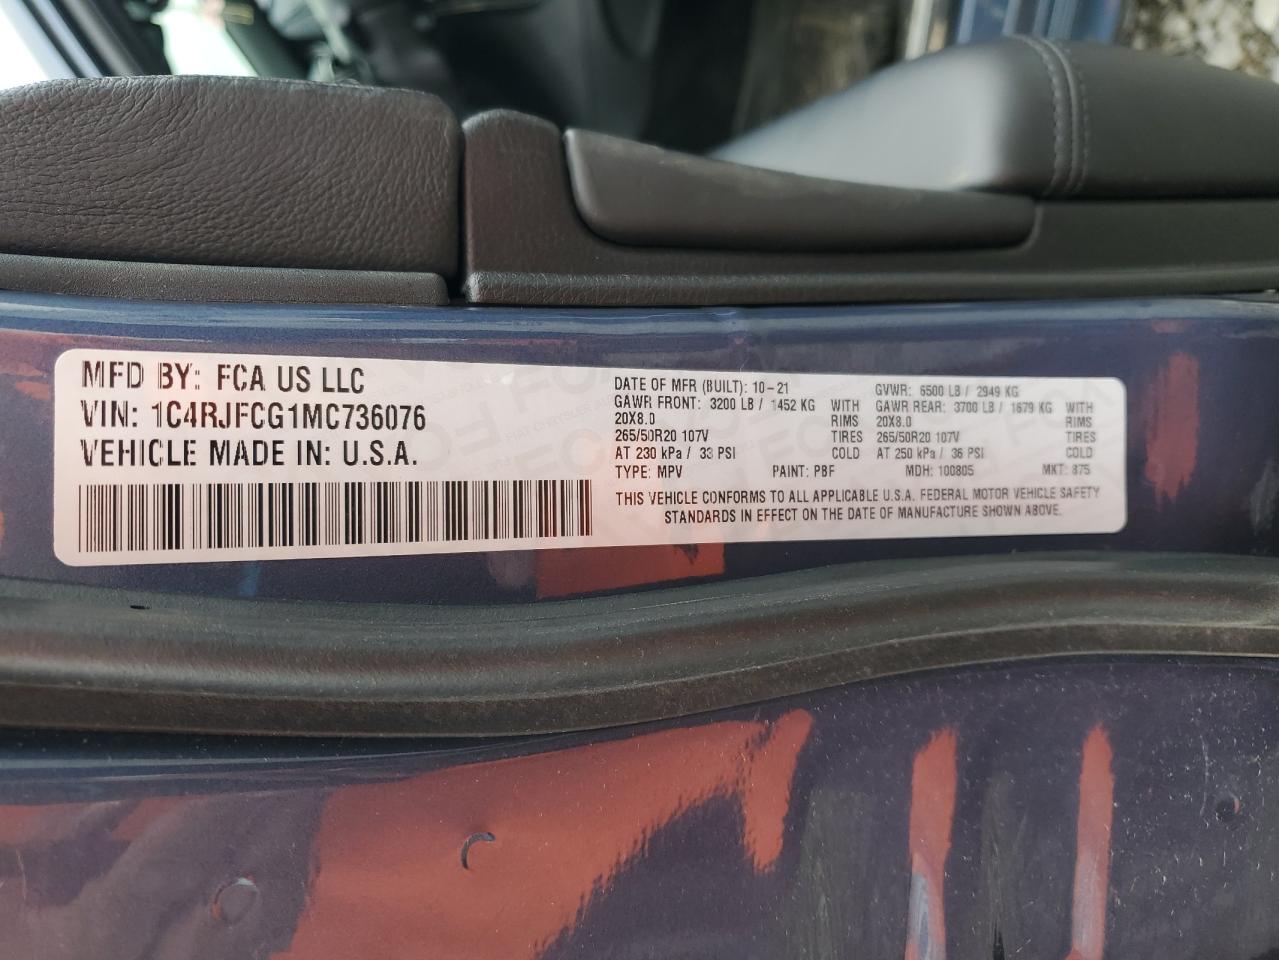 MFD BY: FCA US LLC
VIN: 1C4RJFCG1MC736076
VEHICLE MADE IN: U.S.A.
DATE OF MFR (BUILT): 10-21 GVWR: 6500 LB / 2949 KG
GAWR FRONT: 3200 LB / 1452 KG WITH GAWR REAR: 3700 LB / 1679 KG WITH
20X8.0 RIMS 20X8.0 RIMS
265/50R20 107V TIRES 265/50R20 107V TIRES
AT 230 kPa / 33 PSI COLD AT 250 kPa / 36 PSI COLD
TYPE: MPV PAINT: PBF MDH: 100805 MKT: 875
THIS VEHICLE CONFORMS TO ALL APPLICABLE U.S.A. FEDERAL MOTOR VEHICLE SAFETY
STANDARDS IN EFFECT ON THE DATE OF MANUFACTURE SHOWN ABOVE.